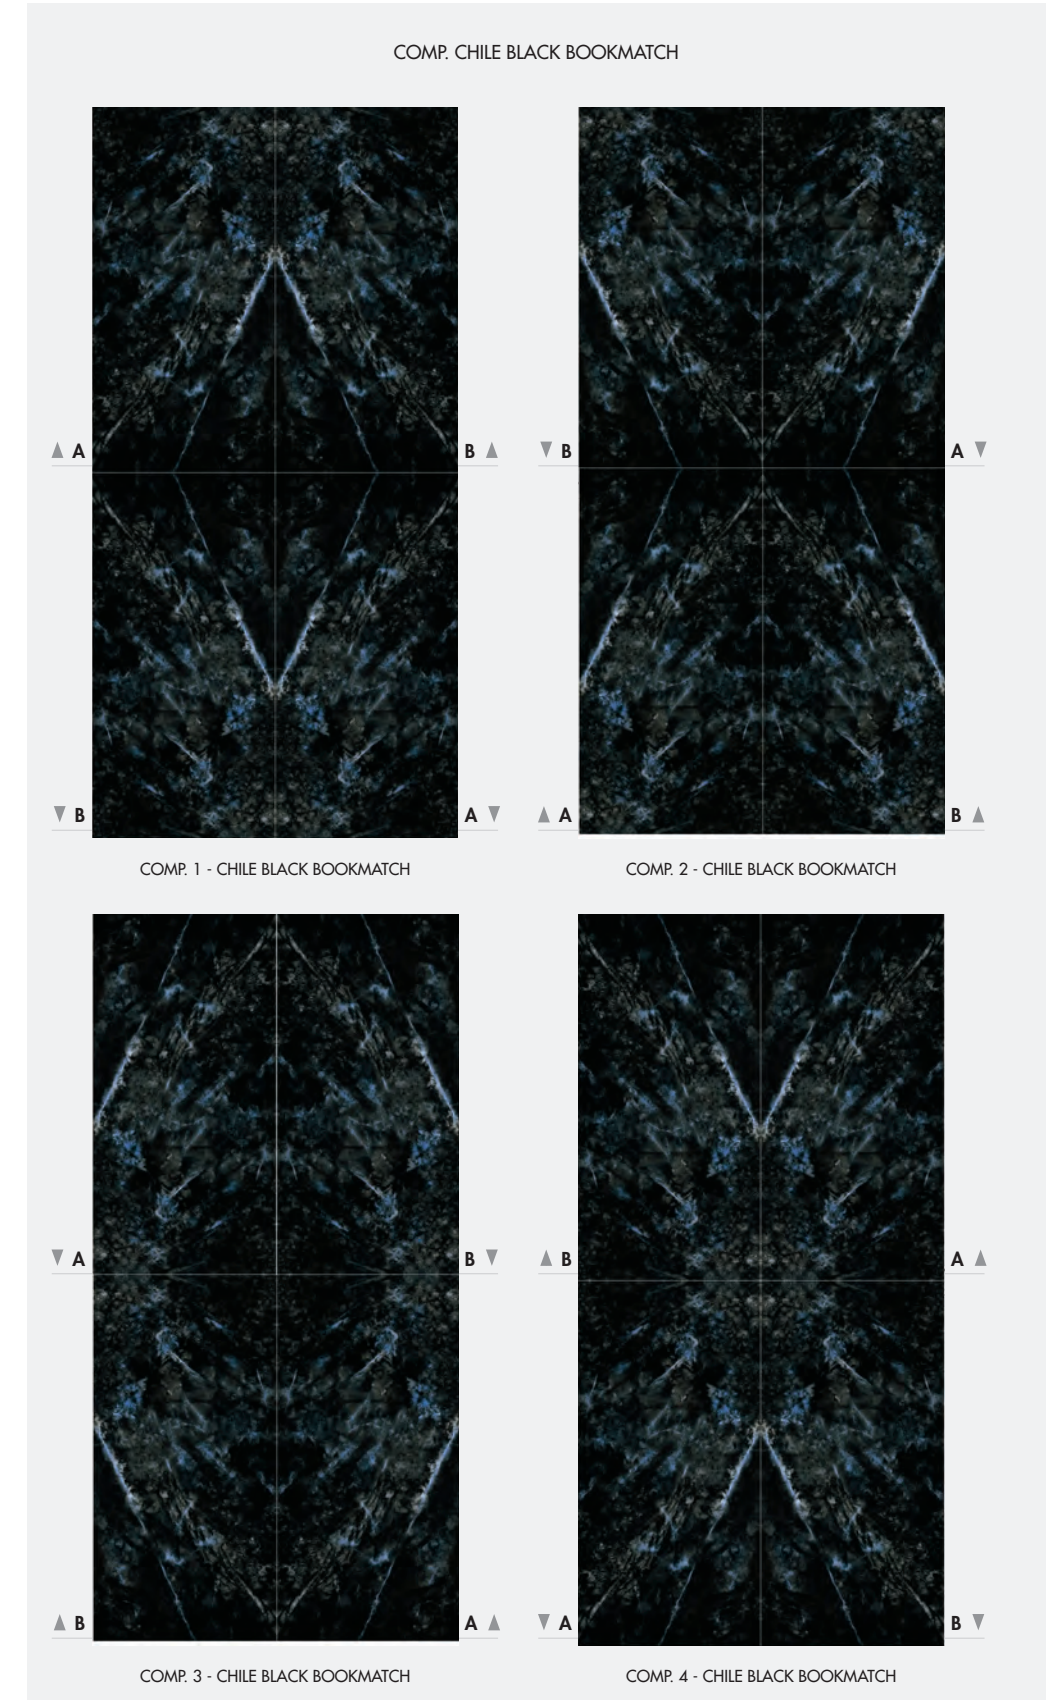 COMP. CHILE BLACK BOOKMATCH
A B
B A
B A
A B
COMP. 1 - CHILE BLACK BOOKMATCH
COMP. 2 - CHILE BLACK BOOKMATCH
A B
B A
B A
A B
COMP. 3 - CHILE BLACK BOOKMATCH
COMP. 4 - CHILE BLACK BOOKMATCH